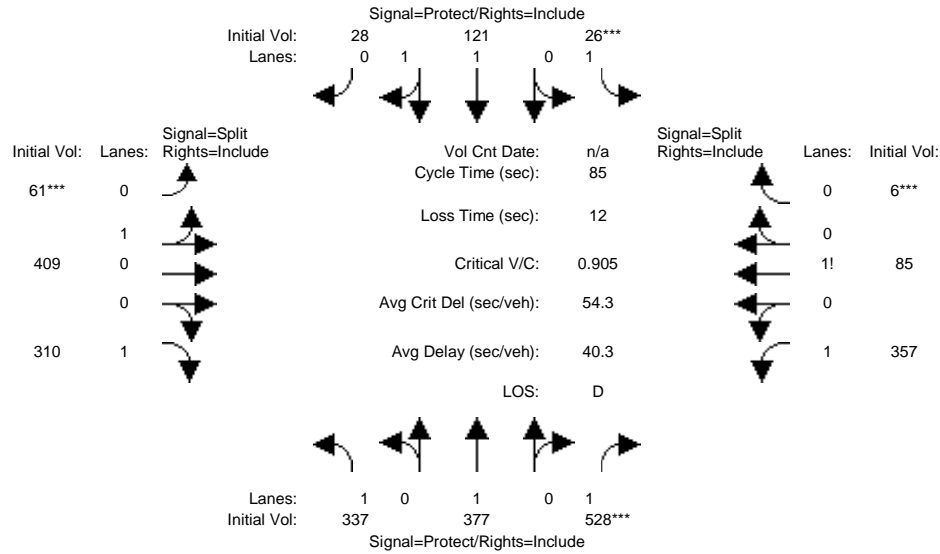 Signal=Protect/Rights=Include
Initial Vol: 28 121 26***
Lanes: 0 1 1 0 1
Signal=Split
Initial Vol: Lanes: Rights=Include
Vol Cnt Date: n/a
Signal=Split
Rights=Include Lanes: Initial Vol:
Cycle Time (sec): 85
61*** 0
0 6***
Loss Time (sec): 12
1
0
409 0
Critical V/C: 0.905
1! 85
0
Avg Crit Del (sec/veh): 54.3
0
310 1
Avg Delay (sec/veh): 40.3
1 357
LOS: D
Lanes: 1 0 1 0 1
Initial Vol: 337 377 528***
Signal=Protect/Rights=Include